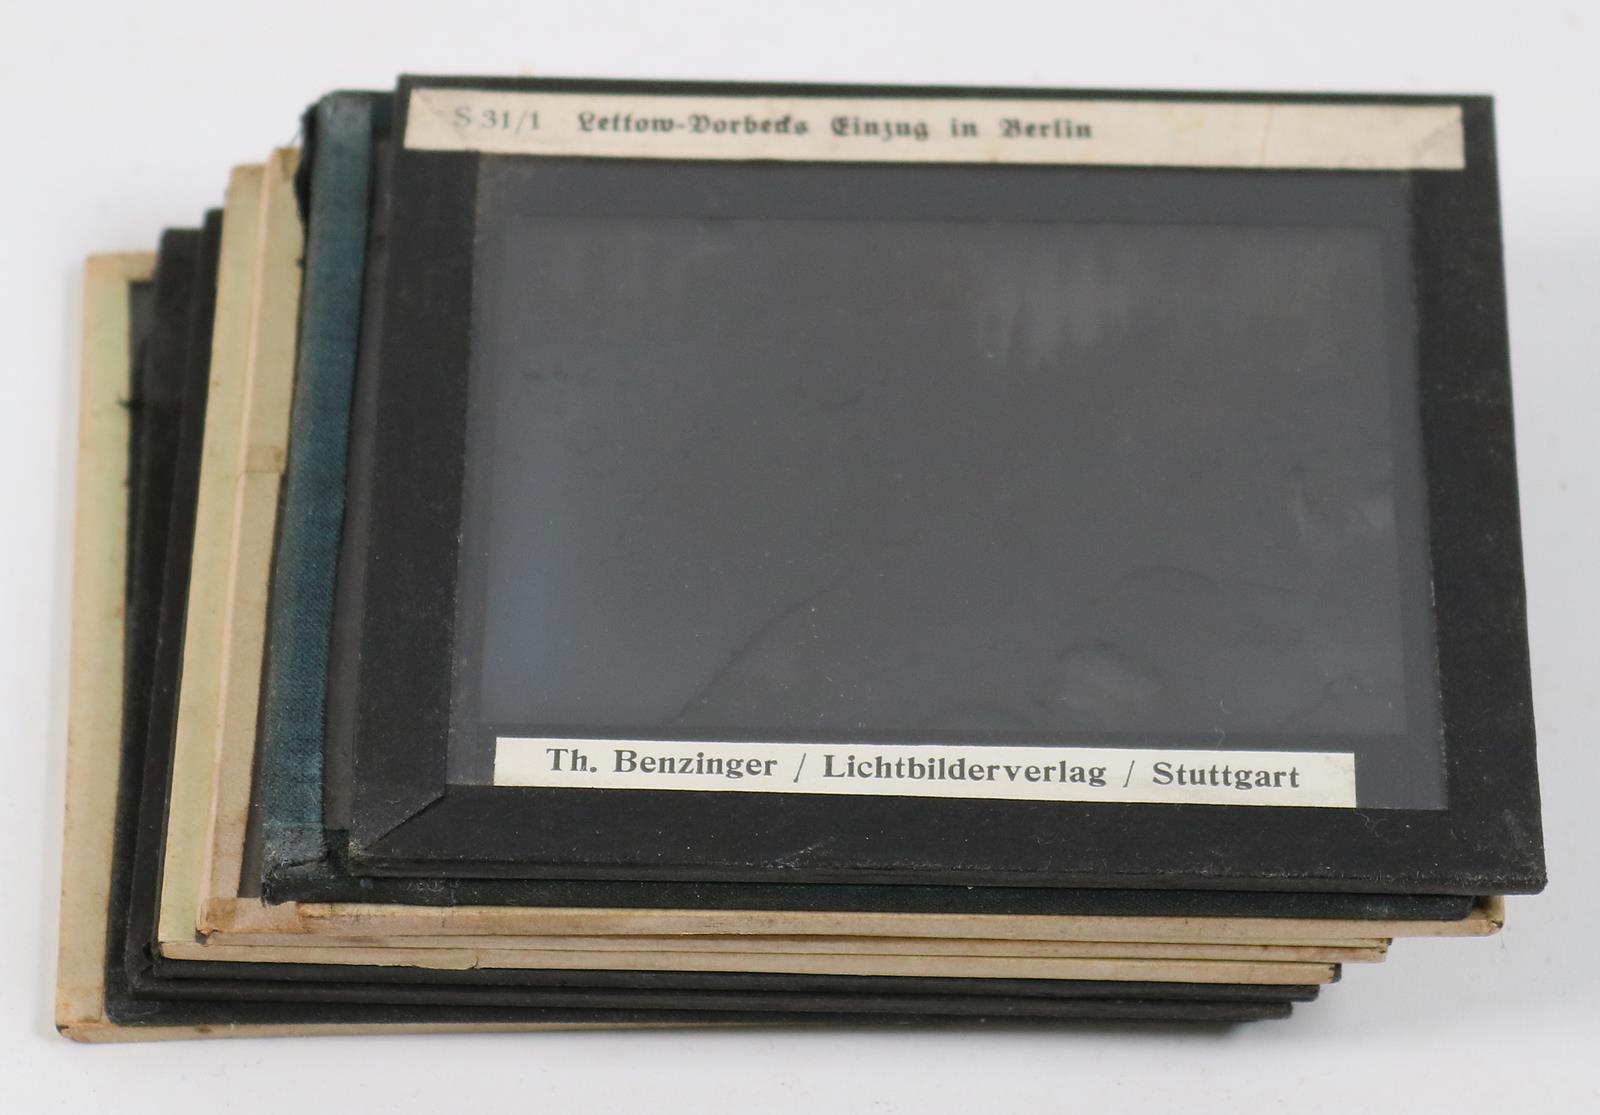 S 31/1 Lettow-Vorbecks Einzug in Berlin
Th. Benzinger / Lichtbilderverlag / Stuttgart